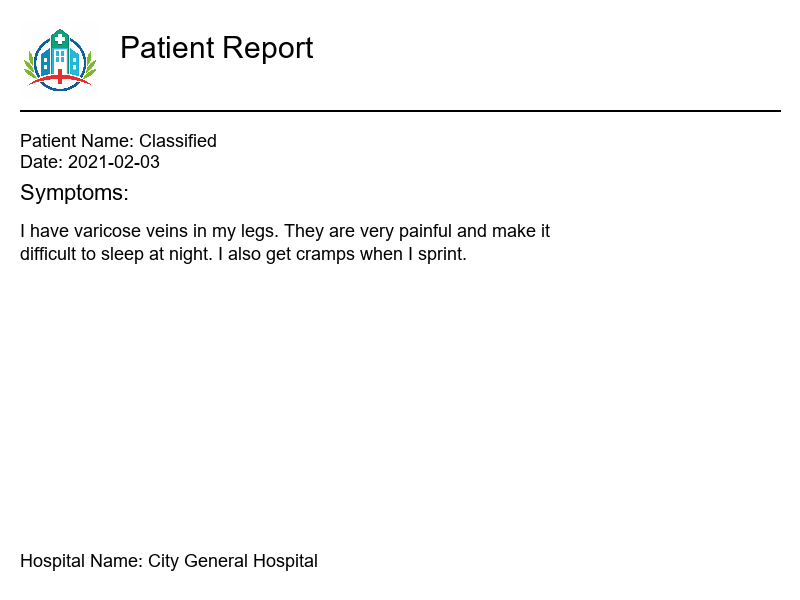 Patient Report
Patient Name: Classified
Date: 2021-02-03
Symptoms:
I have varicose veins in my legs. They are very painful and make it
difficult to sleep at night. I also get cramps when I sprint.
Hospital Name: City General Hospital